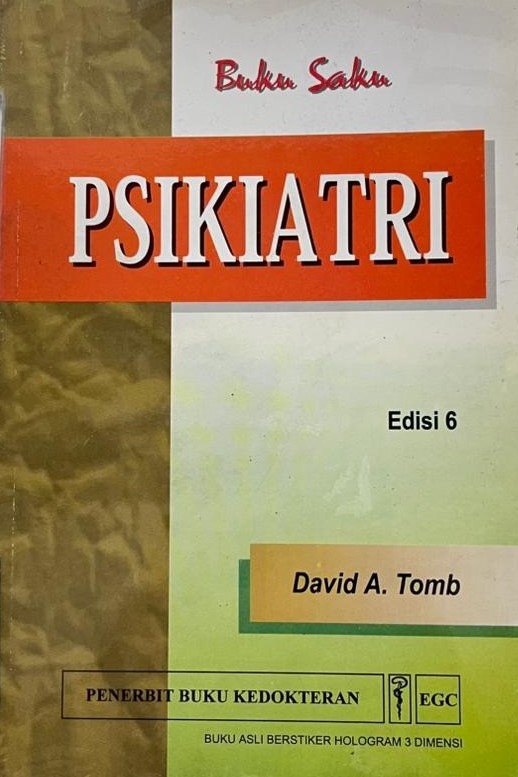 Buku Saku
PSIKIATRI
Edisi 6
David A. Tomb
PENERBIT BUKU KEDOKTERAN EGC
BUKU ASLI BERSTIKER HOLOGRAM 3 DIMENSI